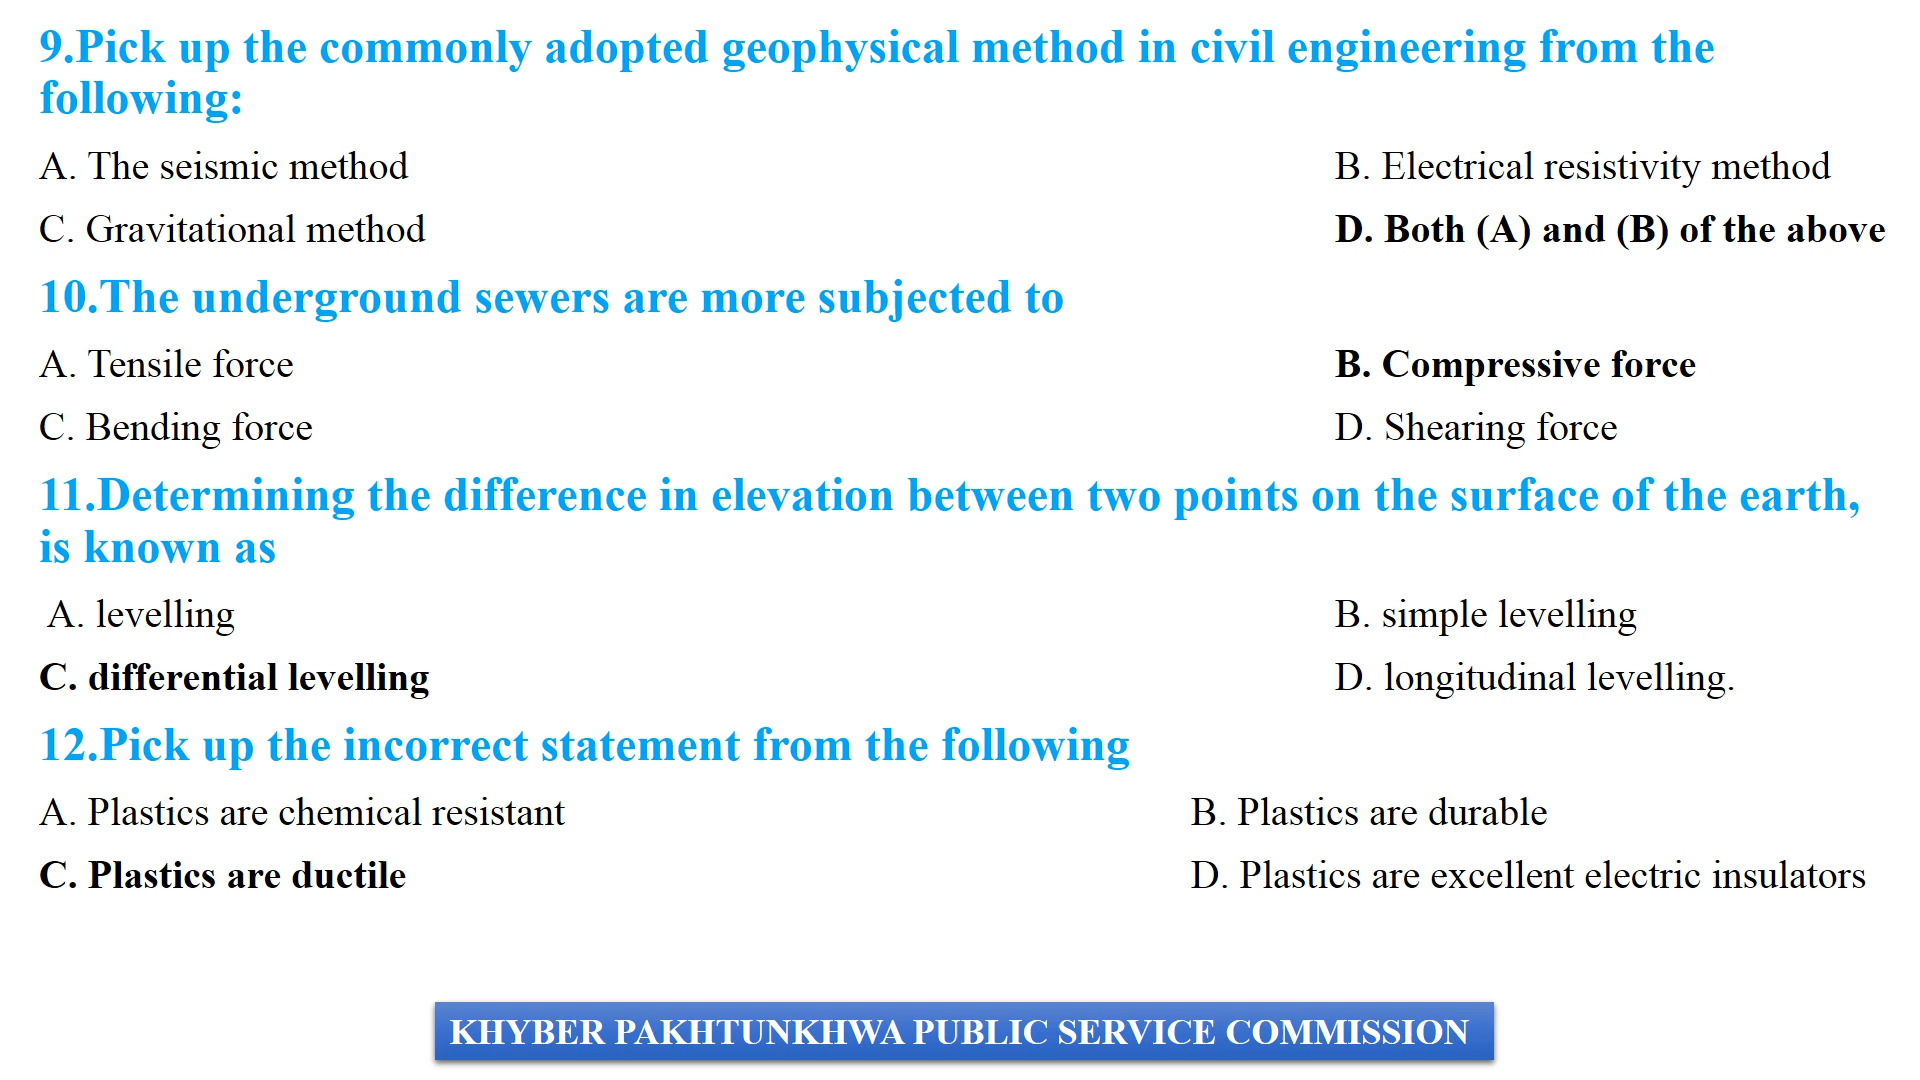 9.Pick up the commonly adopted geophysical method in civil engineering from the
following:
A. The seismic method B. Electrical resistivity method
C. Gravitational method D. Both (A) and (B) of the above
10.The underground sewers are more subjected to
A. Tensile force B. Compressive force
C. Bending force D. Shearing force
11.Determining the difference in elevation between two points on the surface of the earth,
is known as
A. levelling B. simple levelling
C. differential levelling D. longitudinal levelling.
12.Pick up the incorrect statement from the following
A. Plastics are chemical resistant B. Plastics are durable
C. Plastics are ductile D. Plastics are excellent electric insulators
KHYBER PAKHTUNKHWA PUBLIC SERVICE COMMISSION